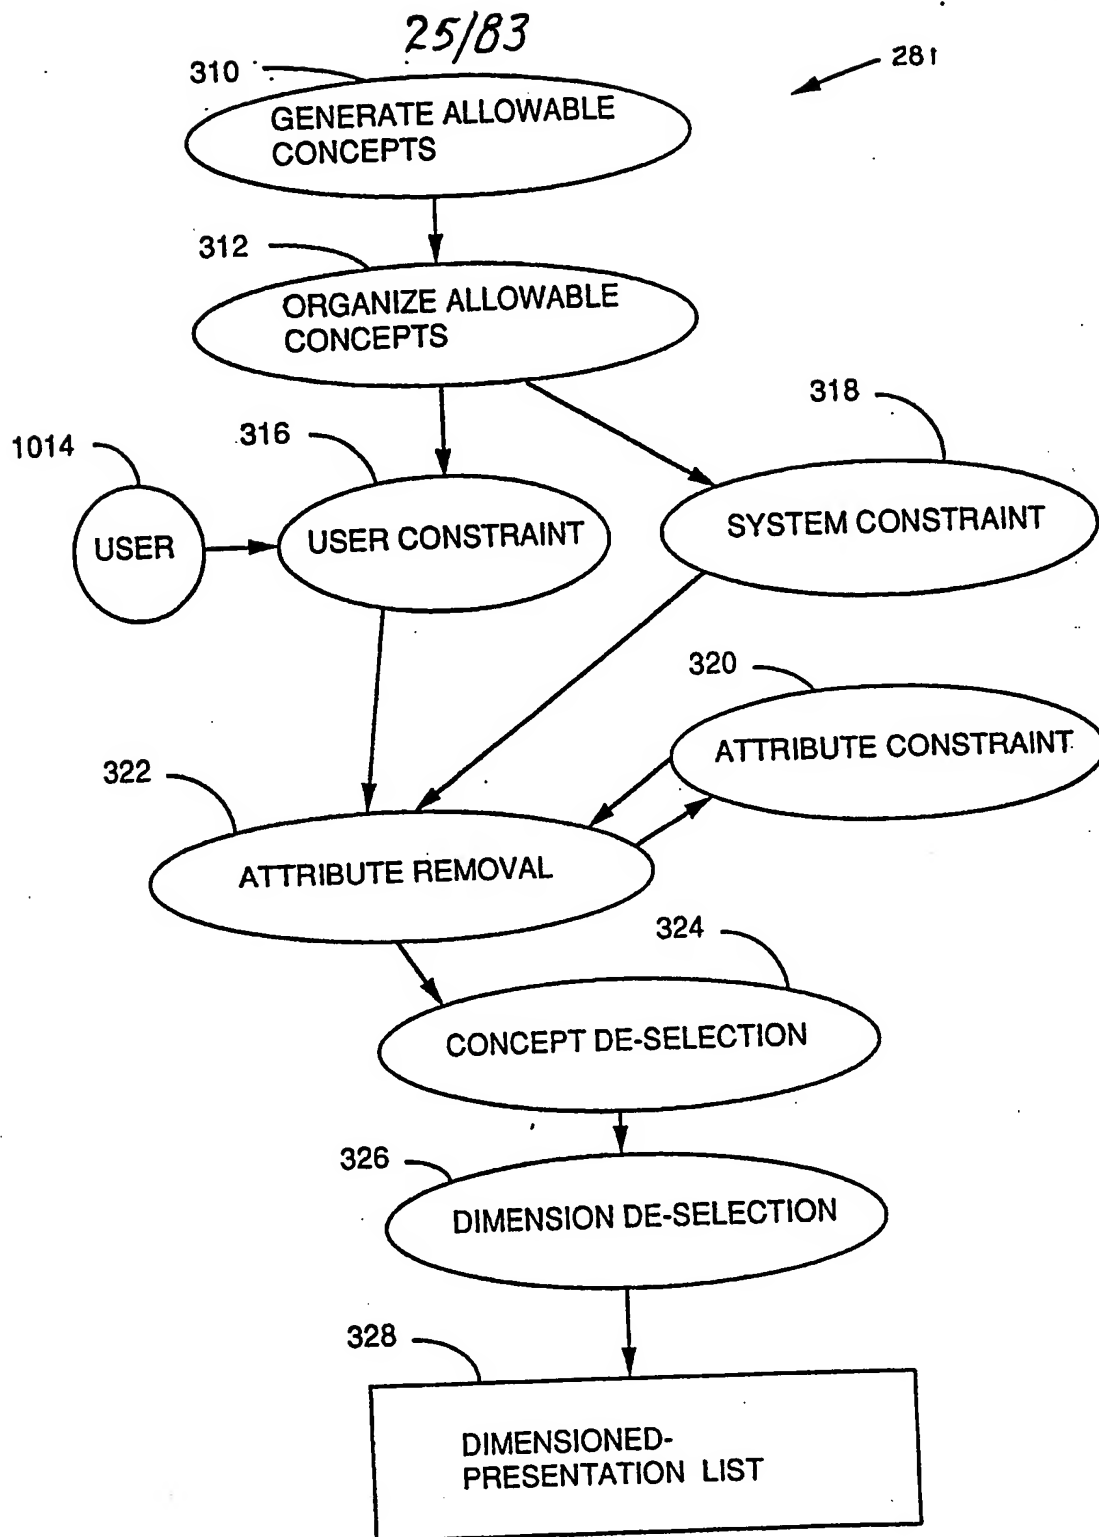 25/83
310
281
GENERATE ALLOWABLE
CONCEPTS
312
ORGANIZE ALLOWABLE
CONCEPTS
318
316
1014
USER
USER CONSTRAINT
SYSTEM CONSTRAINT
320
ATTRIBUTE CONSTRAINT
322
ATTRIBUTE REMOVAL
324
CONCEPT DE-SELECTION
326
DIMENSION DE-SELECTION
328
DIMENSIONED-
PRESENTATION LIST